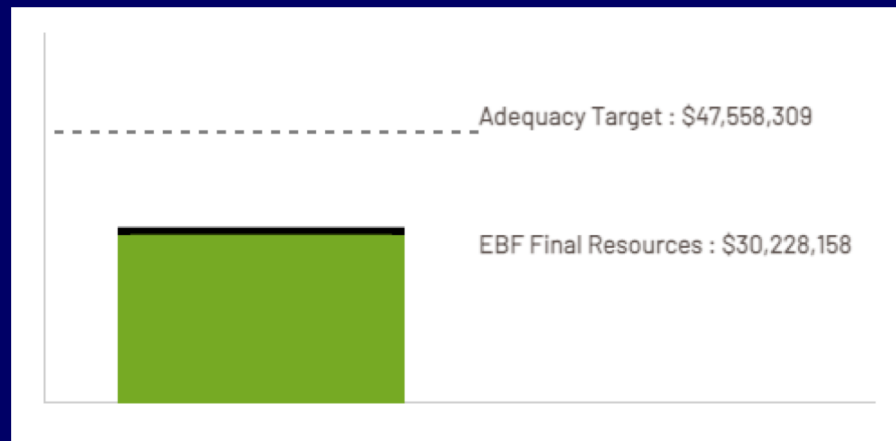 Adequacy Target : $47,558,309
EBF Final Resources : $30,228,158